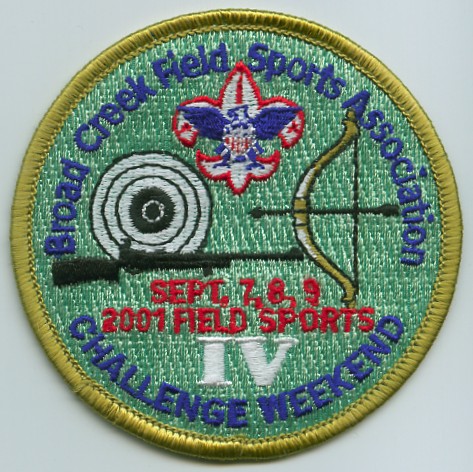 Broad Creek Field Sports Association
SEPT, 7, 8, 9
2001 FIELD SPORTS
IV
CHALLENGE WEEKEND